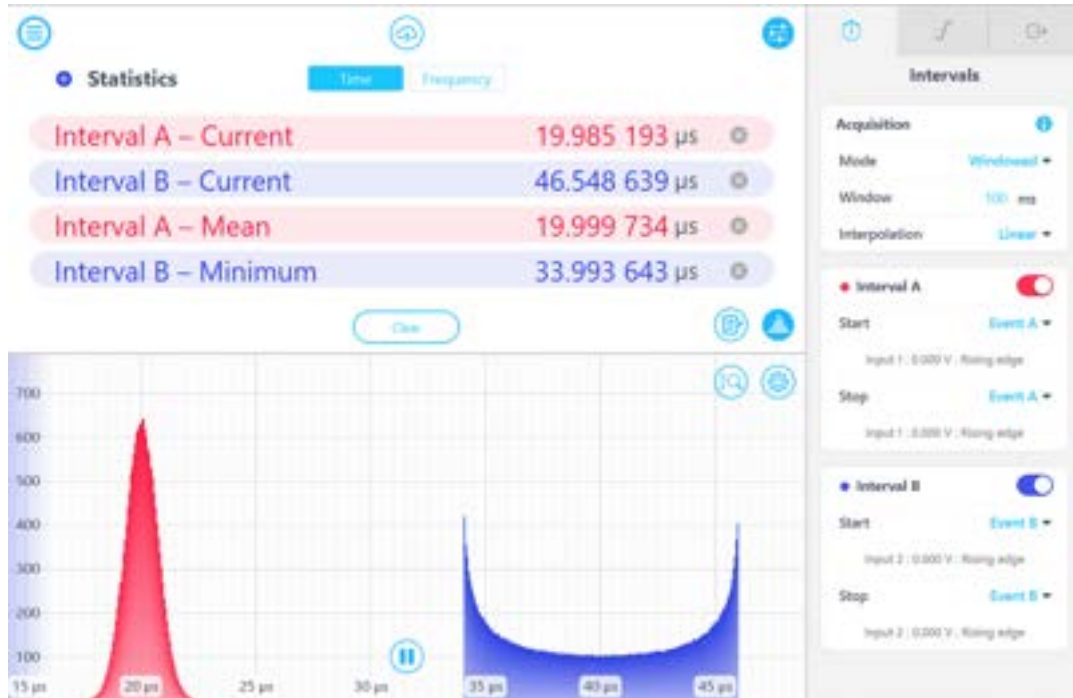 Statistics
Time Frequency
Interval A – Current 19.985 193 µs
Interval B – Current 46.548 639 µs
Interval A – Mean 19.999 734 µs
Interval B – Minimum 33.993 643 µs
Clear
700
600
500
400
300
200
100
15 µs 20 µs 25 µs 30 µs 35 µs 40 µs 45 µs
Intervals
Acquisition
Mode Windowed
Window 100 ms
Interpolation Linear
Interval A
Start Event A
Input 1 : 0.000 V : Rising edge
Stop Event A
Input 1 : 0.000 V : Rising edge
Interval B
Start Event B
Input 2 : 0.000 V : Rising edge
Stop Event B
Input 2 : 0.000 V : Rising edge